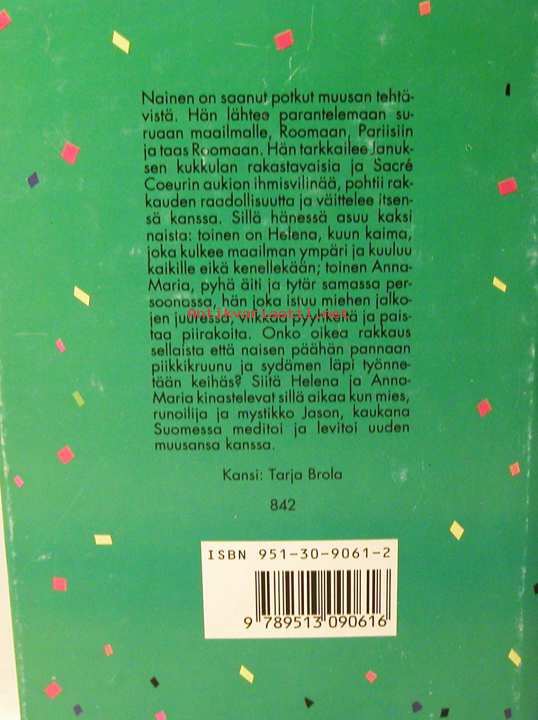 Nainen on saanut potkut muusan tehtä-
vistä. Hän lähtee parantelemaan su-
ruaan maailmalle, Roomaan, Pariisiin
ja taas Roomaan. Hän tarkkailee Januk-
sen kukkulan rakastavaisia ja Sacré
Coeurin aukion ihmisvilinää, pohtii rak-
kauden raadollisuutta ja väittelee itsen-
sä kanssa. Sillä hänessä asuu kaksi
naista: toinen on Helena, kuun kaima,
joka kulkee maailman ympäri ja kuuluu
kaikille eikä kenellekään; toinen Anna-
Maria, pyhä äiti ja tytär samassa per-
soonassa, hän joka istuu miehen jalko-
jen juuressa, virkkaa pyyhkeitä ja pais-
taa piirakoita. Onko oikea rakkaus
sellaista että naisen päähän pannaan
piikkikruunu ja sydämen läpi työnne-
tään keihäs? Siitä Helena ja Anna-
Maria kinastelevat sillä aikaa kun mies,
runoilija ja mystikko Jason, kaukana
Suomessa meditoi ja levitoi uuden
muusansa kanssa.
Kansi: Tarja Brola
842
ISBN 951-30-9061-2
9 789513 090616